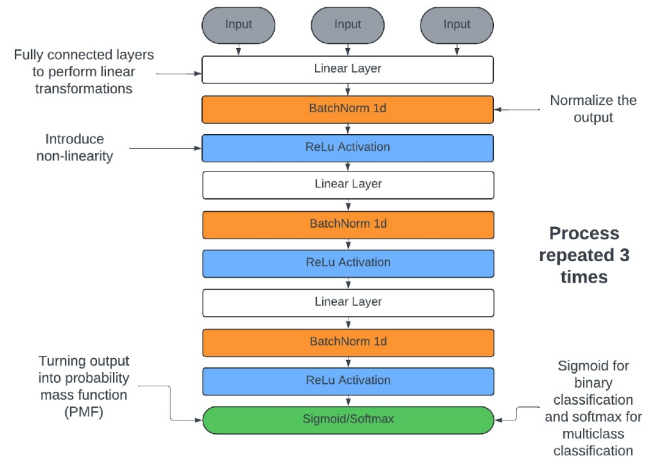 Input
Input
Input
Fully connected layers
to perform linear
transformations
Linear Layer
BatchNorm 1d
Normalize the
output
Introduce
non-linearity
ReLu Activation
Linear Layer
BatchNorm 1d
ReLu Activation
Process
repeated 3
times
Linear Layer
BatchNorm 1d
ReLu Activation
Turning output
into probability
mass function
(PMF)
Sigmoid/Softmax
Sigmoid for
binary
classification
and softmax for
multiclass
classification